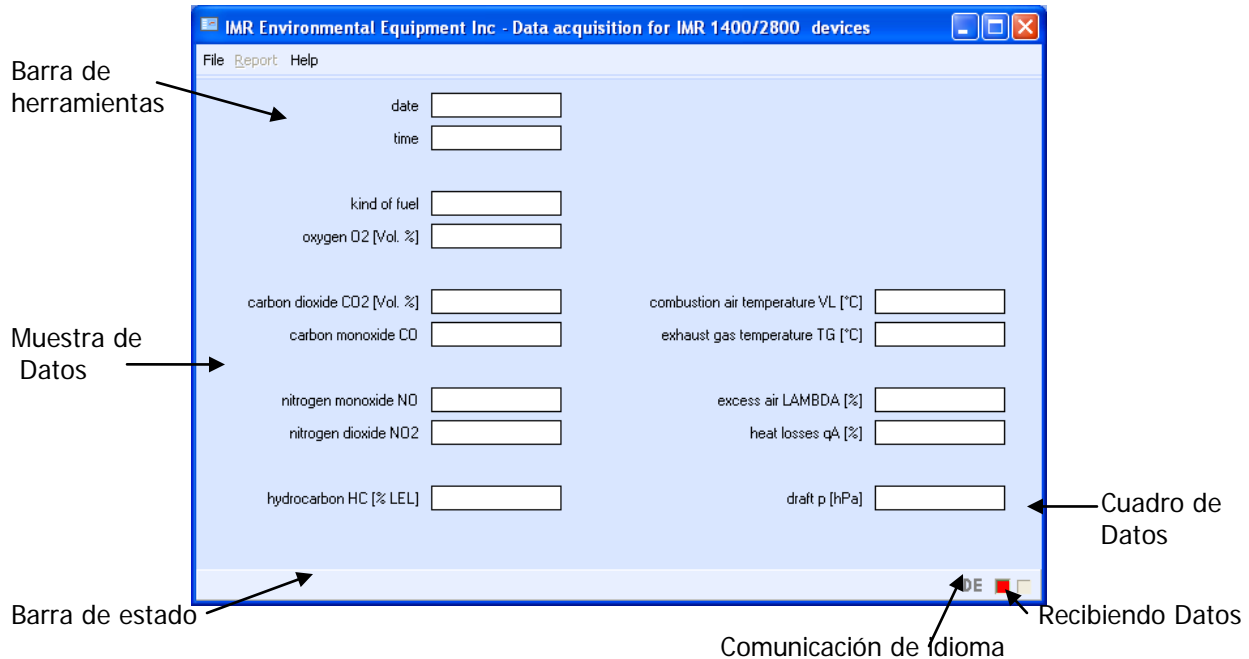 IMR Environmental Equipment Inc - Data acquisition for IMR 1400/2800 devices
File Report Help
Barra de
herramientas
date
time
kind of fuel
oxygen O2 [Vol. %]
carbon dioxide CO2 [Vol. %]
combustion air temperature VL [°C]
carbon monoxide CO
exhaust gas temperature TG [°C]
Muestra de
Datos
nitrogen monoxide NO
excess air LAMBDA [%]
nitrogen dioxide NO2
heat losses qA [%]
hydrocarbon HC [% LEL]
draft p [hPa]
Cuadro de
Datos
DE
Barra de estado
Recibiendo Datos
Comunicación de idioma